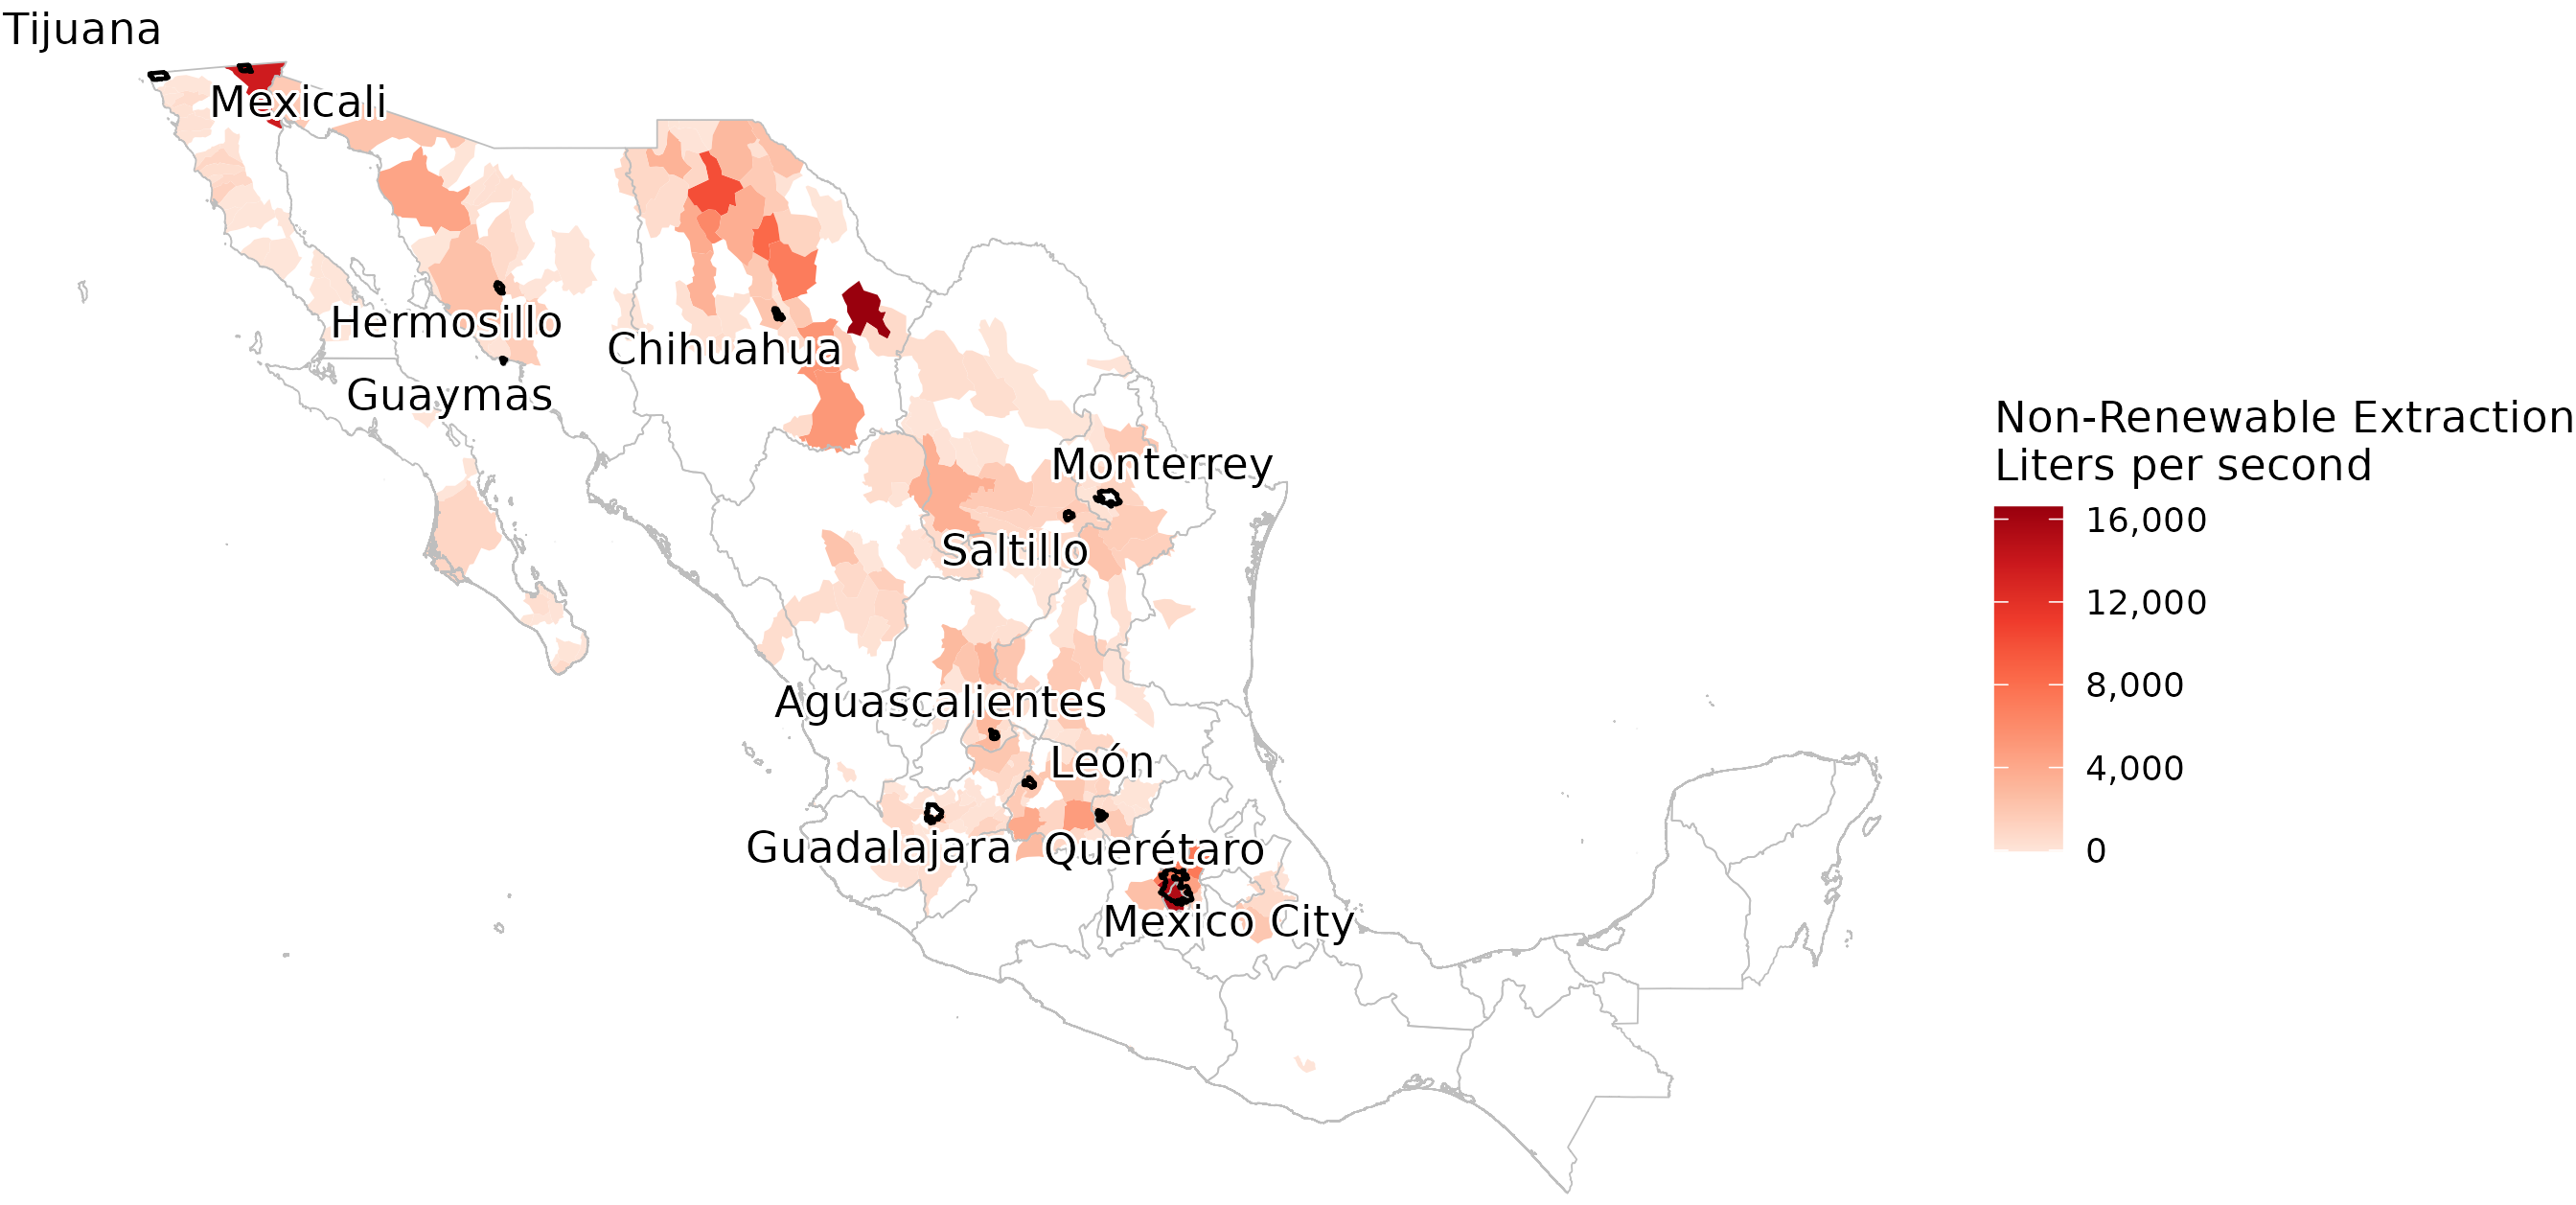 Tijuana
Mexicali
Hermosillo
Chihuahua
Guaymas
Non-Renewable Extraction
Liters per second
Monterrey
16,000
Saltillo
12,000
Aguascalientes
8,000
León
4,000
Guadalajara
Querétaro
0
Mexico City